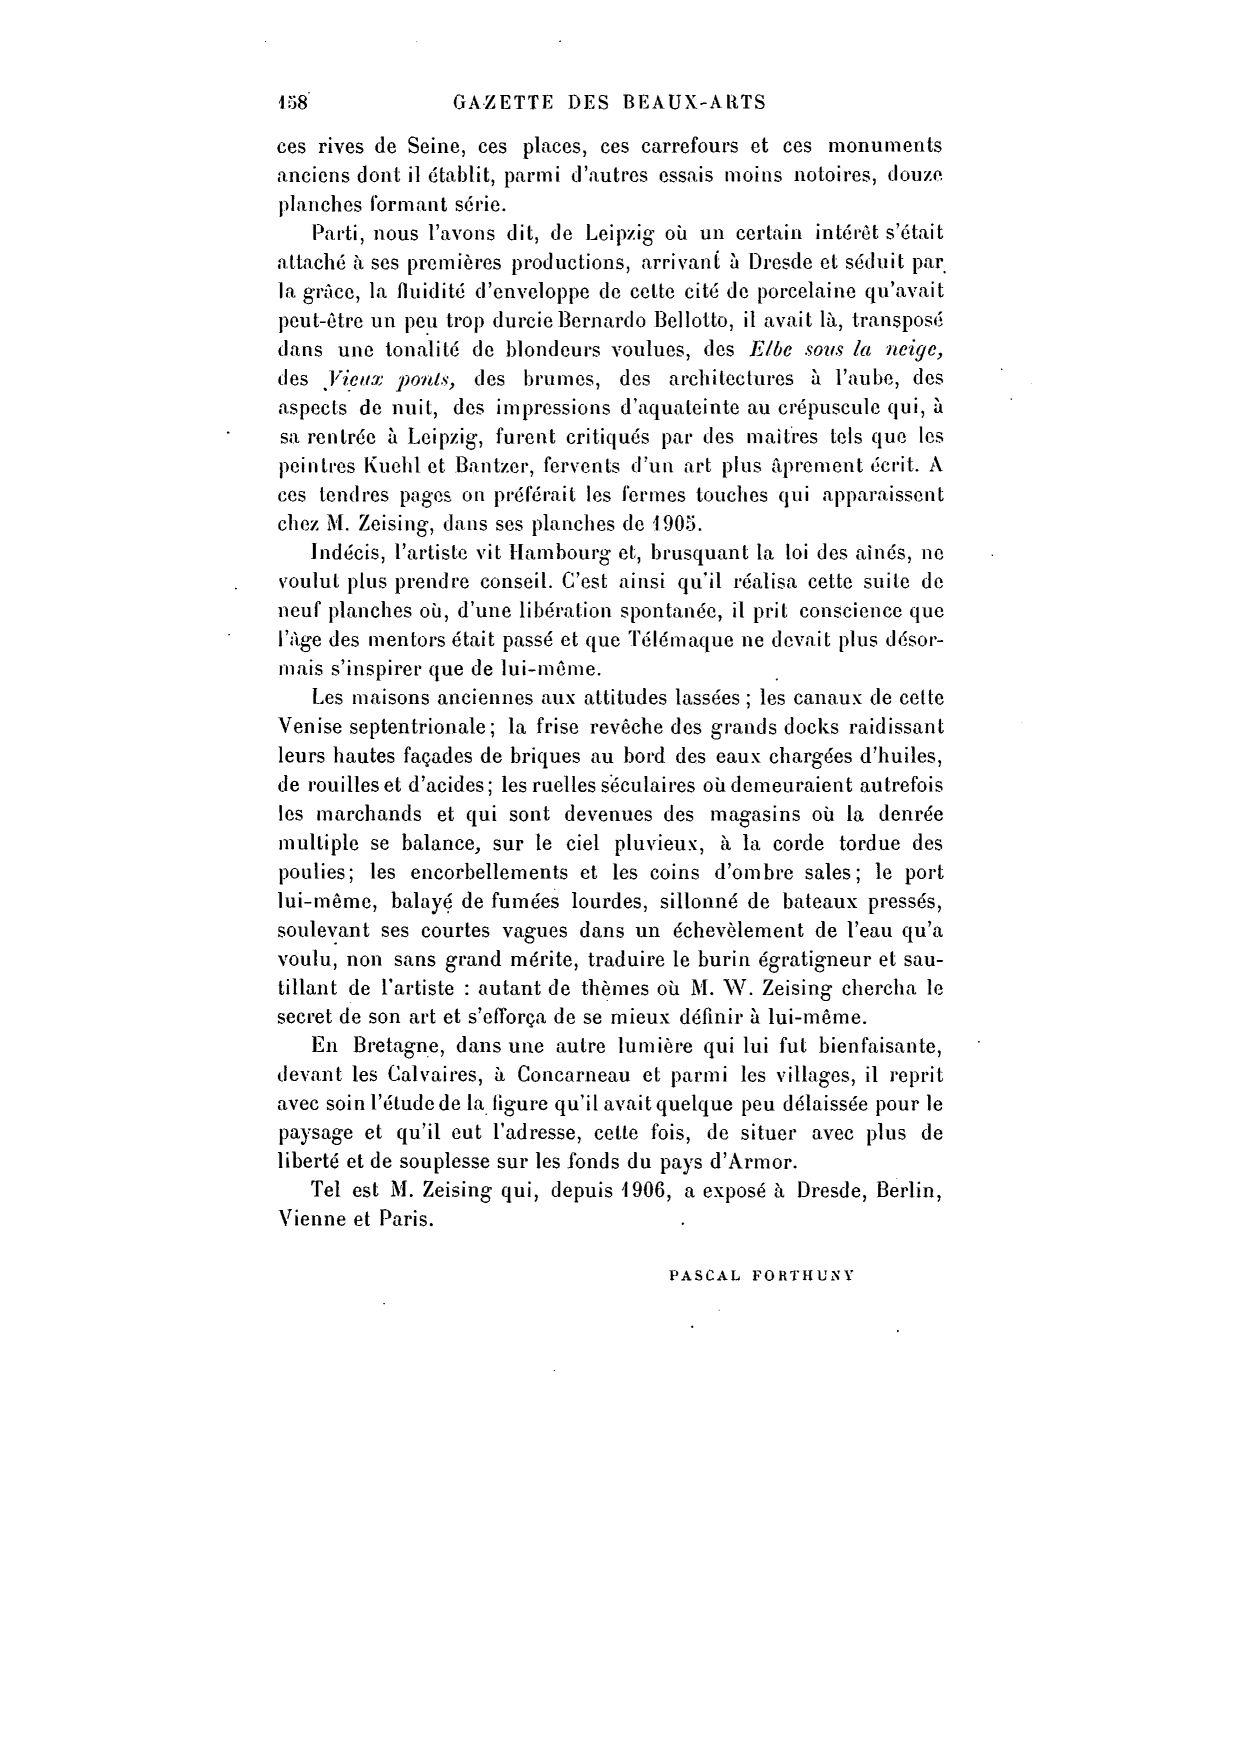 158 GAZETTE DES BEAUX-ARTS
ces rives de Seine, ces places, ces carrefours et ces monuments
anciens dont il établit, parmi d'autres essais moins notoires, douze
planches formant série.
Parti, nous l'avons dit, de Leipzig où un certain intérêt s'était
attaché à ses premières productions, arrivant à Dresde et séduit par
la grâce, la fluidité d'enveloppe de cette cité de porcelaine qu'avait
peut-être un peu trop durcie Bernardo Bellotto, il avait là, transposé
dans une tonalité de blondeurs voulues, des Elbe sous la neige,
des Vieux ponts, des brumes, des architectures à l'aube, des
aspects de nuit, des impressions d'aquateinte au crépuscule qui, à
sa rentrée à Leipzig, furent critiqués par des maîtres tels que les
peintres Kuehl et Bantzer, fervents d'un art plus âprement écrit. A
ces tendres pages on préférait les fermes touches qui apparaissent
chez M. Zeising, dans ses planches de 1905.
Indécis, l'artiste vit Hambourg et, brusquant la loi des aînés, ne
voulut plus prendre conseil. C'est ainsi qu'il réalisa cette suite de
neuf planches où, d'une libération spontanée, il prit conscience que
l'âge des mentors était passé et que Télémaque ne devait plus désor-
mais s'inspirer que de lui-même.
Les maisons anciennes aux attitudes lassées ; les canaux de cette
Venise septentrionale ; la frise revêche des grands docks raidissant
leurs hautes façades de briques au bord des eaux chargées d'huiles,
de rouilles et d'acides ; les ruelles séculaires où demeuraient autrefois
les marchands et qui sont devenues des magasins où la denrée
multiple se balance, sur le ciel pluvieux, à la corde tordue des
poulies ; les encorbellements et les coins d'ombre sales ; le port
lui-même, balayé de fumées lourdes, sillonné de bateaux pressés,
soulevant ses courtes vagues dans un échevèlement de l'eau qu'a
voulu, non sans grand mérite, traduire le burin égratigneur et sau-
tillant de l'artiste : autant de thèmes où M. W. Zeising chercha le
secret de son art et s'efforça de se mieux définir à lui-même.
En Bretagne, dans une autre lumière qui lui fut bienfaisante,
devant les Calvaires, à Concarneau et parmi les villages, il reprit
avec soin l'étude de la figure qu'il avait quelque peu délaissée pour le
paysage et qu'il eut l'adresse, cette fois, de situer avec plus de
liberté et de souplesse sur les fonds du pays d'Armor.
Tel est M. Zeising qui, depuis 1906, a exposé à Dresde, Berlin,
Vienne et Paris.
PASCAL FORTHUNY